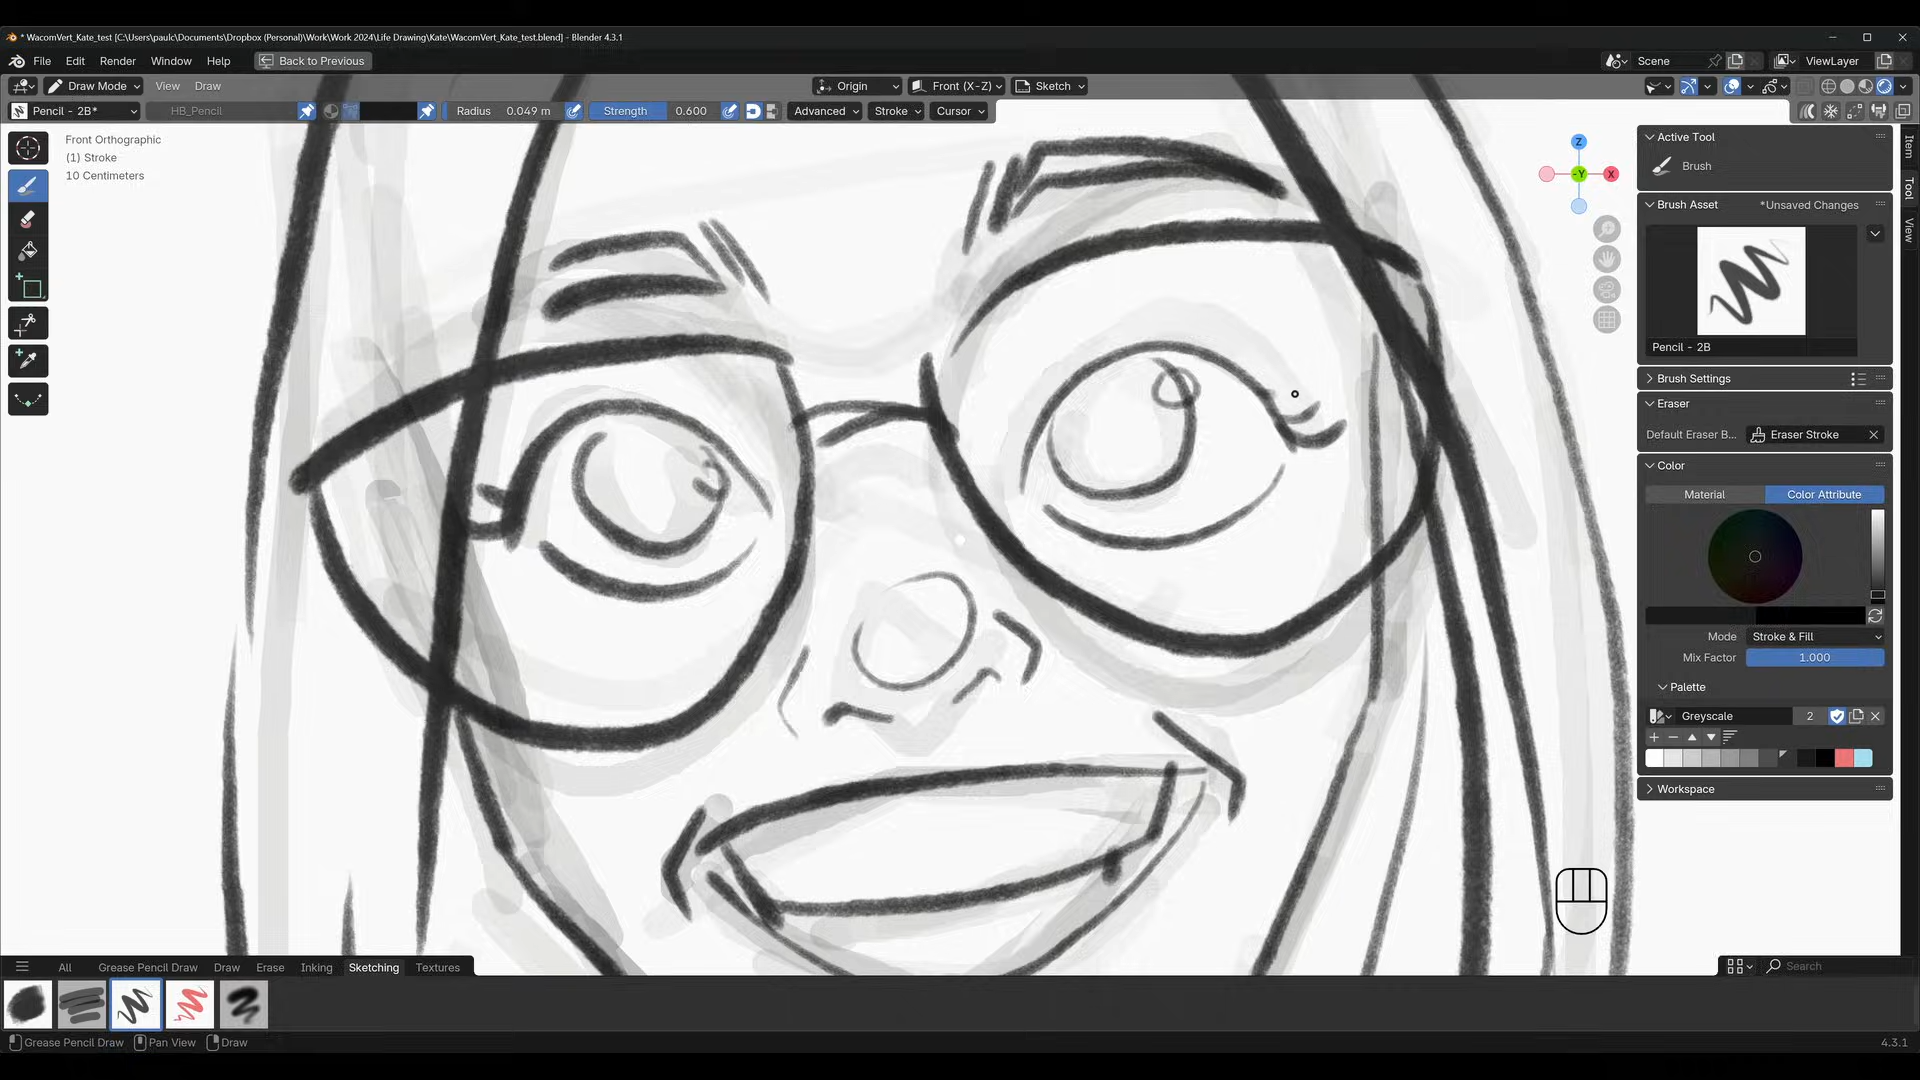 * WacomVert_Kate_test [C:\Users\paulc\Documents\Dropbox (Personal)\Work\Work 2024\Life Drawing\Kate\WacomVert_Kate_test.blend] - Blender 4.3.1
File Edit Render Window Help Back to Previous Scene ViewLayer
Draw Mode View Draw Origin Front (X-Z) Sketch
Pencil - 2B* HB_Pencil Radius 0.049 m Strength 0.600 Advanced Stroke Cursor
Front Orthographic
(1) Stroke
10 Centimeters
Z
-Y X
Item
Tool
View
Active Tool
Brush
Brush Asset *Unsaved Changes
Pencil - 2B
Brush Settings
Eraser
Default Eraser B... Eraser Stroke
Color
Material Color Attribute
Mode Stroke & Fill
Mix Factor 1.000
Palette
Greyscale 2
Workspace
All Grease Pencil Draw Draw Erase Inking Sketching Textures Search
Grease Pencil Draw Pan View Draw 4.3.1